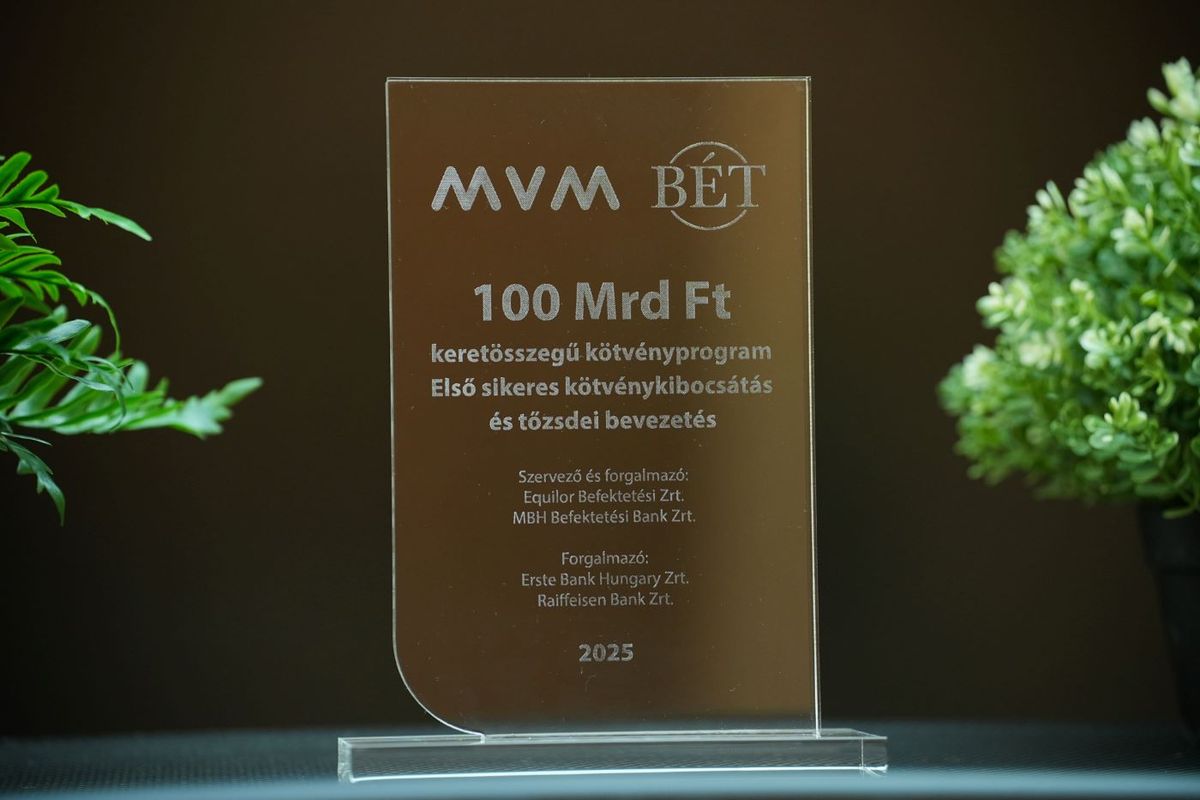 MVM BÉT
100 Mrd Ft
keretösszegű kötvényprogram
Első sikeres kötvénykibocsátás
és tőzsdei bevezetés
Szervező és forgalmazó:
Equilor Befektetési Zrt.
MBH Befektetési Bank Zrt.
Forgalmazó:
Erste Bank Hungary Zrt.
Raiffeisen Bank Zrt.
2025